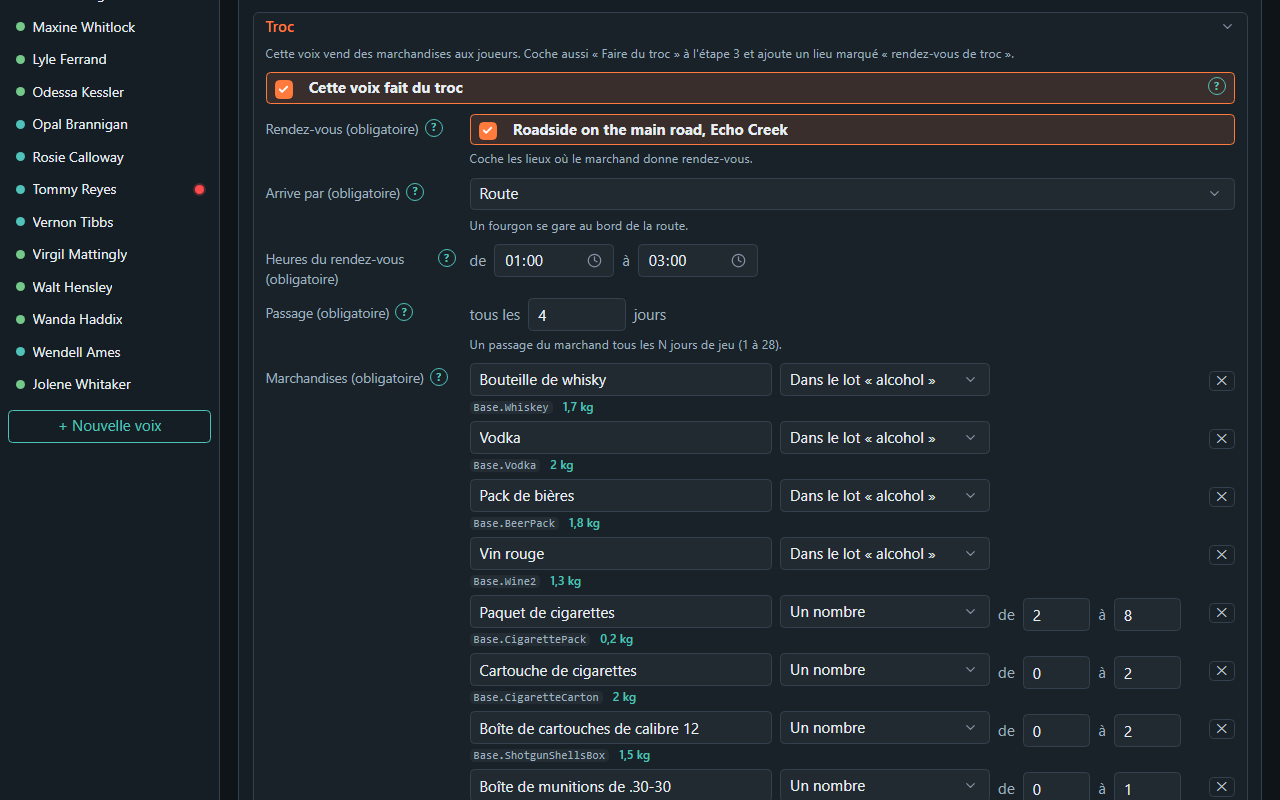 Maxine Whitlock
Lyle Ferrand
Odessa Kessler
Opal Brannigan
Rosie Calloway
Tommy Reyes
Vernon Tibbs
Virgil Mattingly
Walt Hensley
Wanda Haddix
Wendell Ames
Jolene Whitaker
+ Nouvelle voix
Troc
Cette voix vend des marchandises aux joueurs. Coche aussi « Faire du troc » à l'étape 3 et ajoute un lieu marqué « rendez-vous de troc ».
Cette voix fait du troc ?
Rendez-vous (obligatoire) ? Roadside on the main road, Echo Creek
Coche les lieux où le marchand donne rendez-vous.
Arrive par (obligatoire) ? Route
Un fourgon se gare au bord de la route.
Heures du rendez-vous (obligatoire) ? de 01:00 à 03:00
Passage (obligatoire) ? tous les 4 jours
Un passage du marchand tous les N jours de jeu (1 à 28).
Marchandises (obligatoire) ? Bouteille de whisky Dans le lot « alcohol »
Base.Whiskey 1,7 kg
Vodka Dans le lot « alcohol »
Base.Vodka 2 kg
Pack de bières Dans le lot « alcohol »
Base.BeerPack 1,8 kg
Vin rouge Dans le lot « alcohol »
Base.Wine2 1,3 kg
Paquet de cigarettes Un nombre de 2 à 8
Base.CigarettePack 0,2 kg
Cartouche de cigarettes Un nombre de 0 à 2
Base.CigaretteCarton 2 kg
Boîte de cartouches de calibre 12 Un nombre de 0 à 2
Base.ShotgunShellsBox 1,5 kg
Boîte de munitions de .30-30 Un nombre de 0 à 1